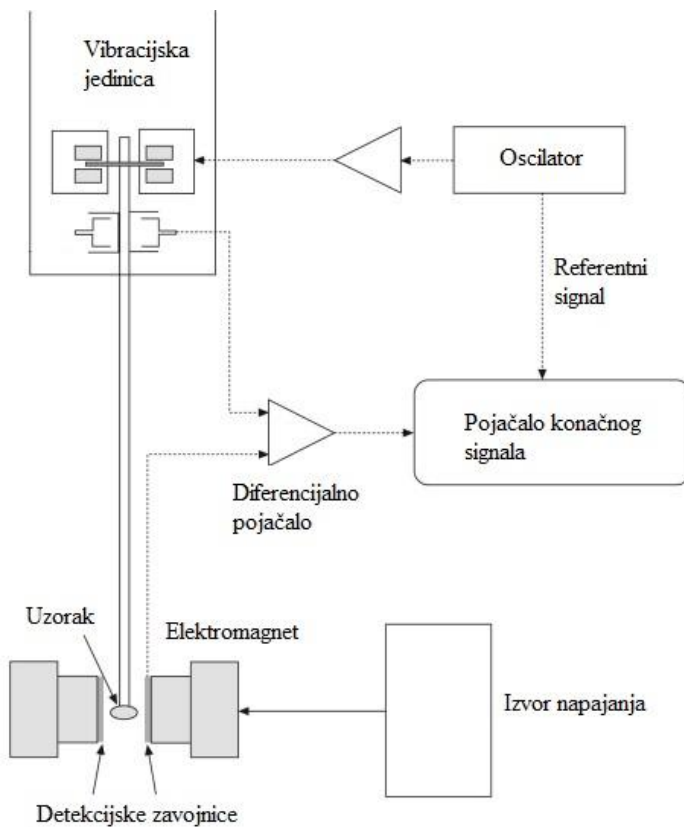 Vibracijska
jedinica
Oscilator
Referentni
signal
Pojačalo konačnog
signala
Diferencijalno
pojačalo
Uzorak
Elektromagnet
Izvor napajanja
Detekcijske zavojnice